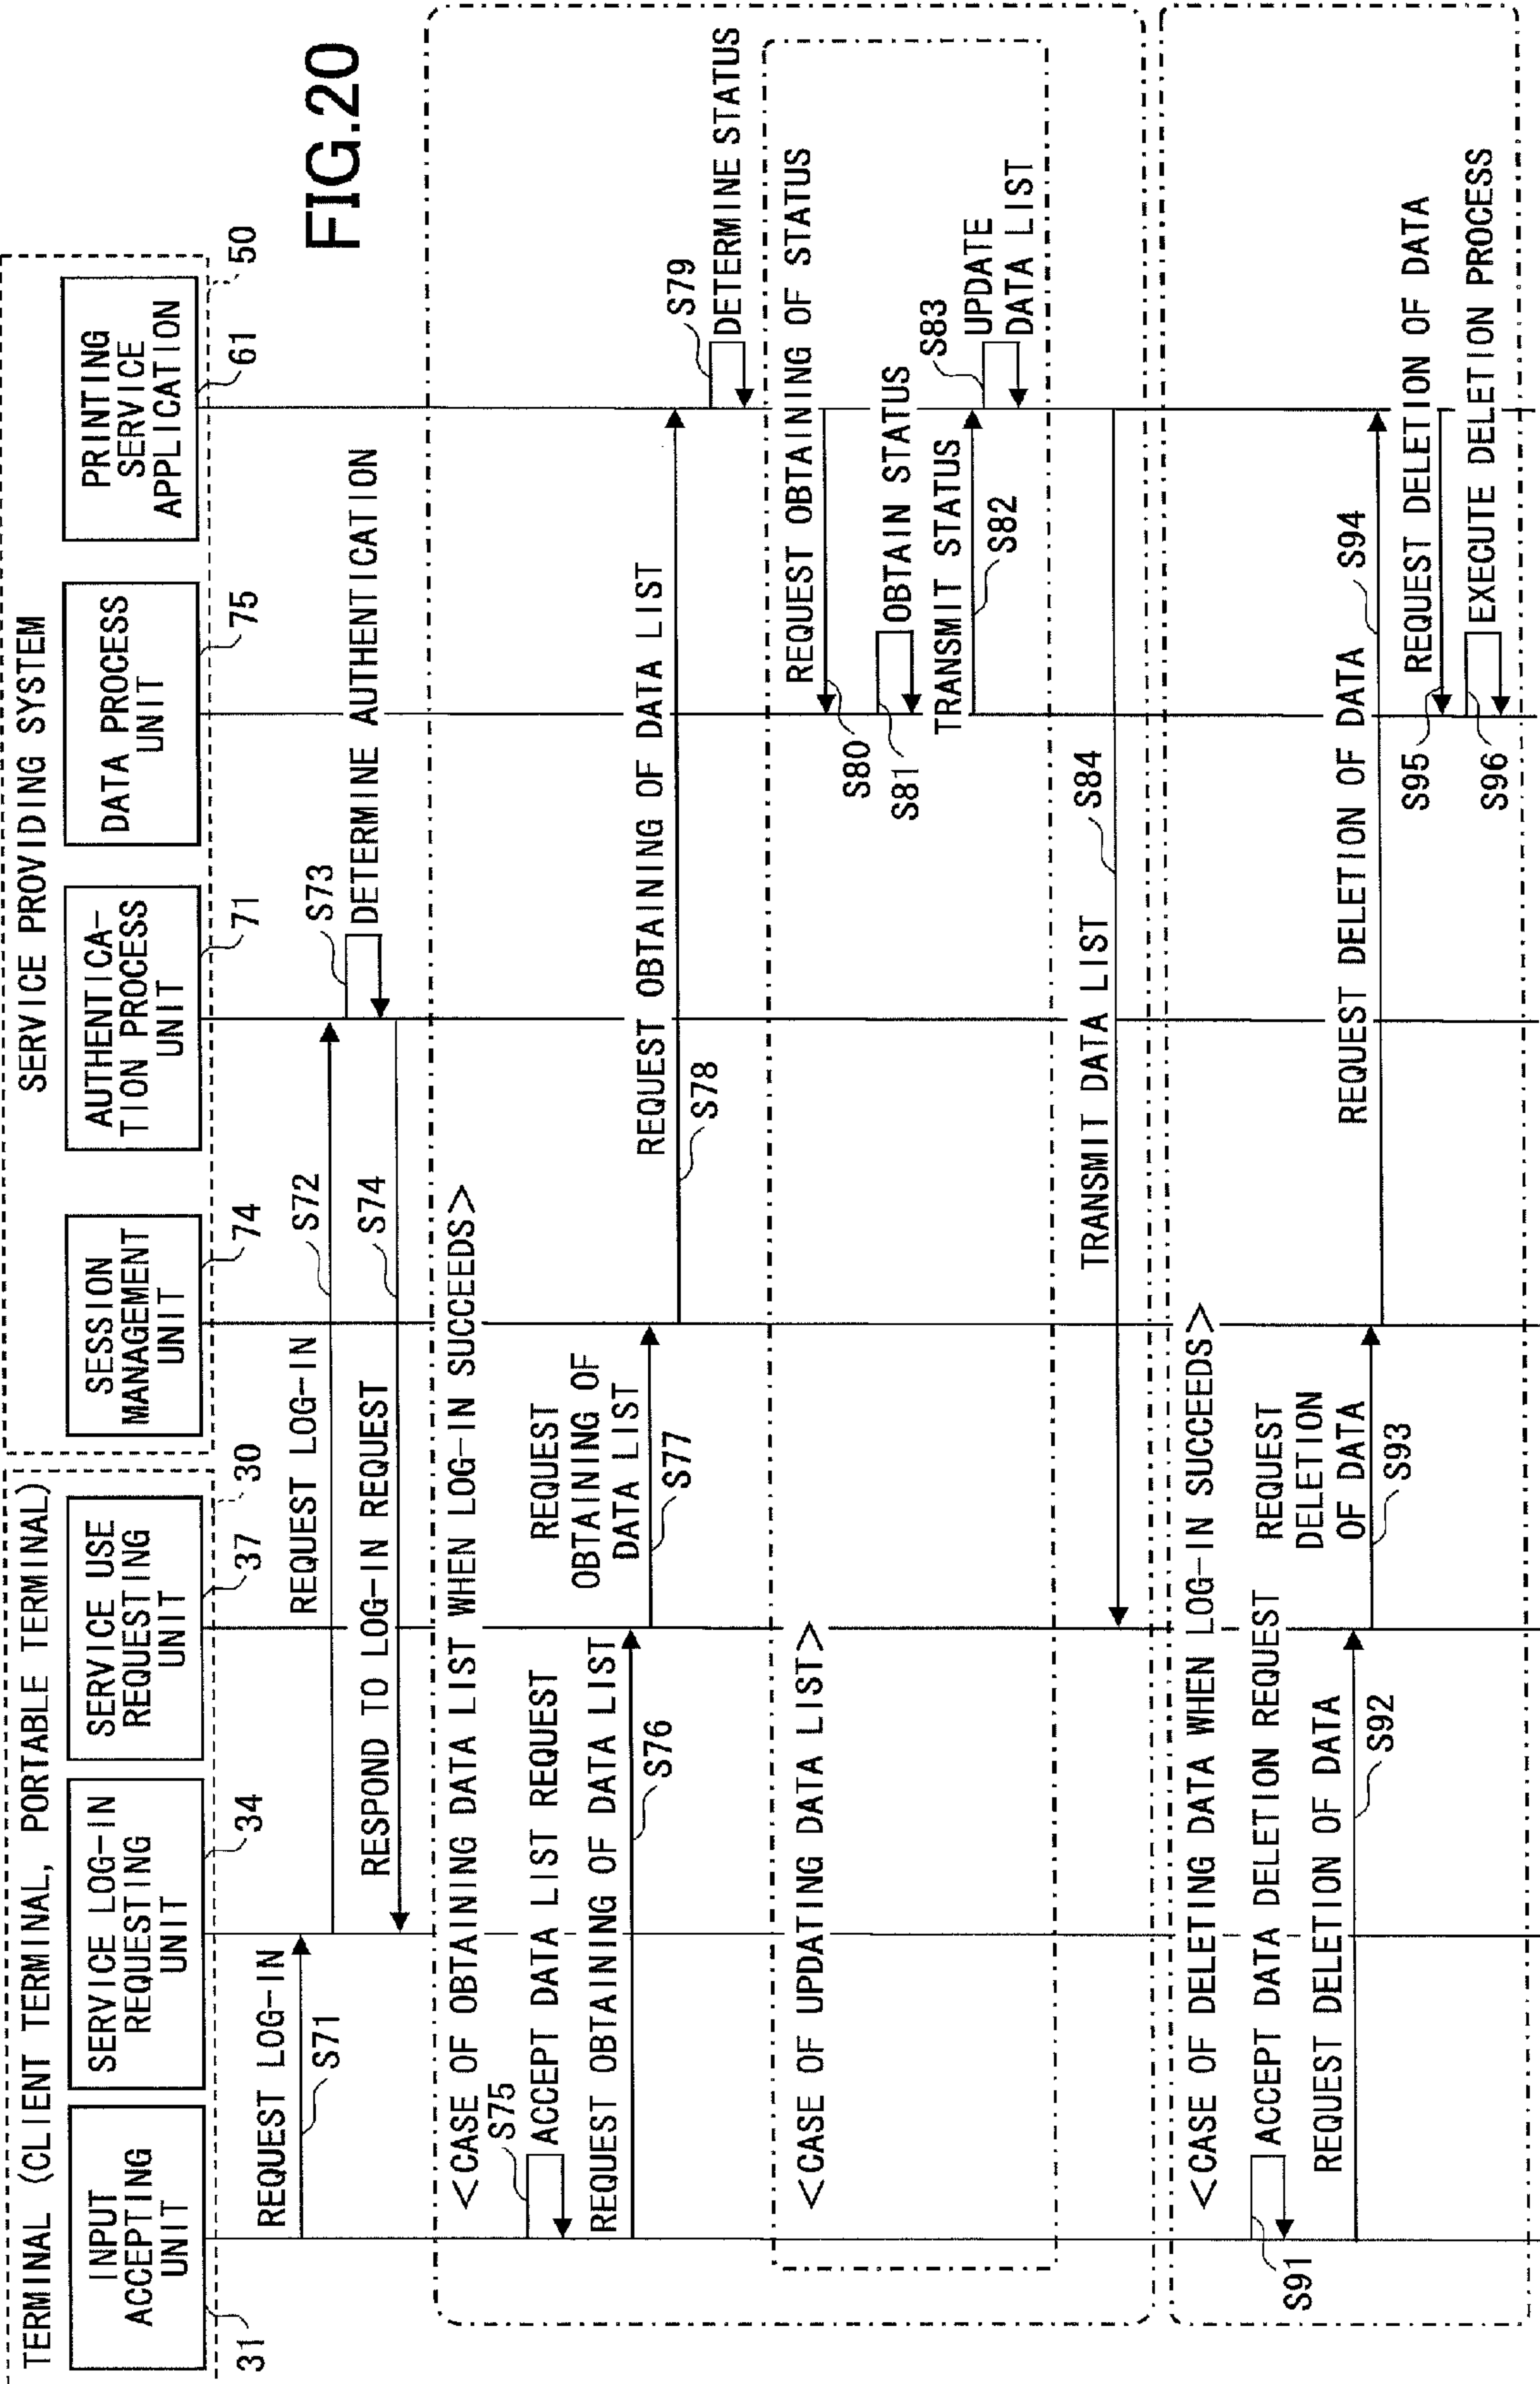 FIG.20
TERMINAL (CLIENT TERMINAL, PORTABLE TERMINAL)
SERVICE PROVIDING SYSTEM
INPUT
ACCEPTING
UNIT
31
SERVICE LOG-IN
REQUESTING
UNIT
34
SERVICE USE
REQUESTING
UNIT
37
30
SESSION
MANAGEMENT
UNIT
74
AUTHENTICA-
TION PROCESS
UNIT
71
DATA PROCESS
UNIT
75
PRINTING
SERVICE
APPLICATION
61
50
REQUEST LOG-IN
S71
REQUEST LOG-IN
S72
S73
DETERMINE AUTHENTICATION
RESPOND TO LOG-IN REQUEST
S74
<CASE OF OBTAINING DATA LIST WHEN LOG-IN SUCCEEDS>
S75
ACCEPT DATA LIST REQUEST
REQUEST OBTAINING OF DATA LIST
S76
REQUEST
OBTAINING OF
DATA LIST
S77
REQUEST OBTAINING OF DATA LIST
S78
S79
DETERMINE STATUS
<CASE OF UPDATING DATA LIST>
REQUEST OBTAINING OF STATUS
S80
S81
OBTAIN STATUS
TRANSMIT STATUS
S82
S83
UPDATE
DATA LIST
TRANSMIT DATA LIST
S84
<CASE OF DELETING DATA WHEN LOG-IN SUCCEEDS>
S91
ACCEPT DATA DELETION REQUEST
REQUEST DELETION OF DATA
S92
REQUEST
DELETION
OF DATA
S93
REQUEST DELETION OF DATA
S94
REQUEST DELETION OF DATA
S95
S96
EXECUTE DELETION PROCESS